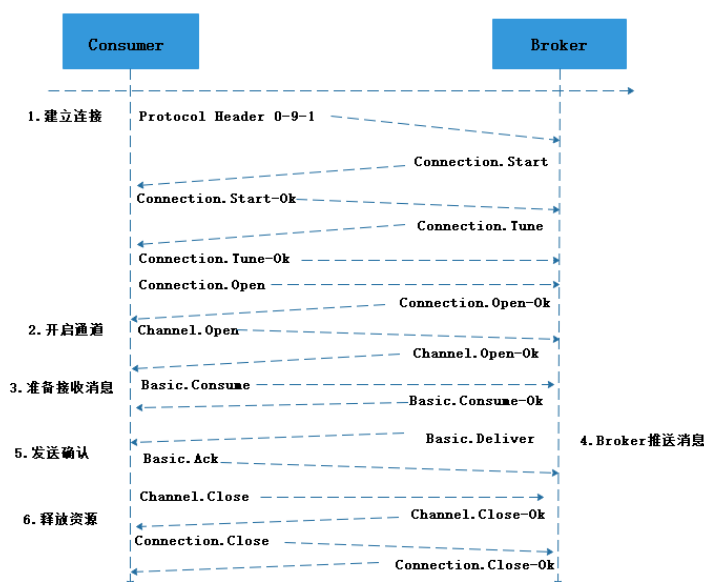 Consumer
Broker
1.建立连接
Protocol Header 0-9-1
Connection.Start
Connection.Start-Ok
Connection.Tune
Connection.Tune-Ok
Connection.Open
Connection.Open-Ok
2.开启通道
Channel.Open
Channel.Open-Ok
3.准备接收消息
Basic.Consume
Basic.Consume-Ok
Basic.Deliver
4.Broker推送消息
5.发送确认
Basic.Ack
Channel.Close
Channel.Close-Ok
6.释放资源
Connection.Close
Connection.Close-Ok